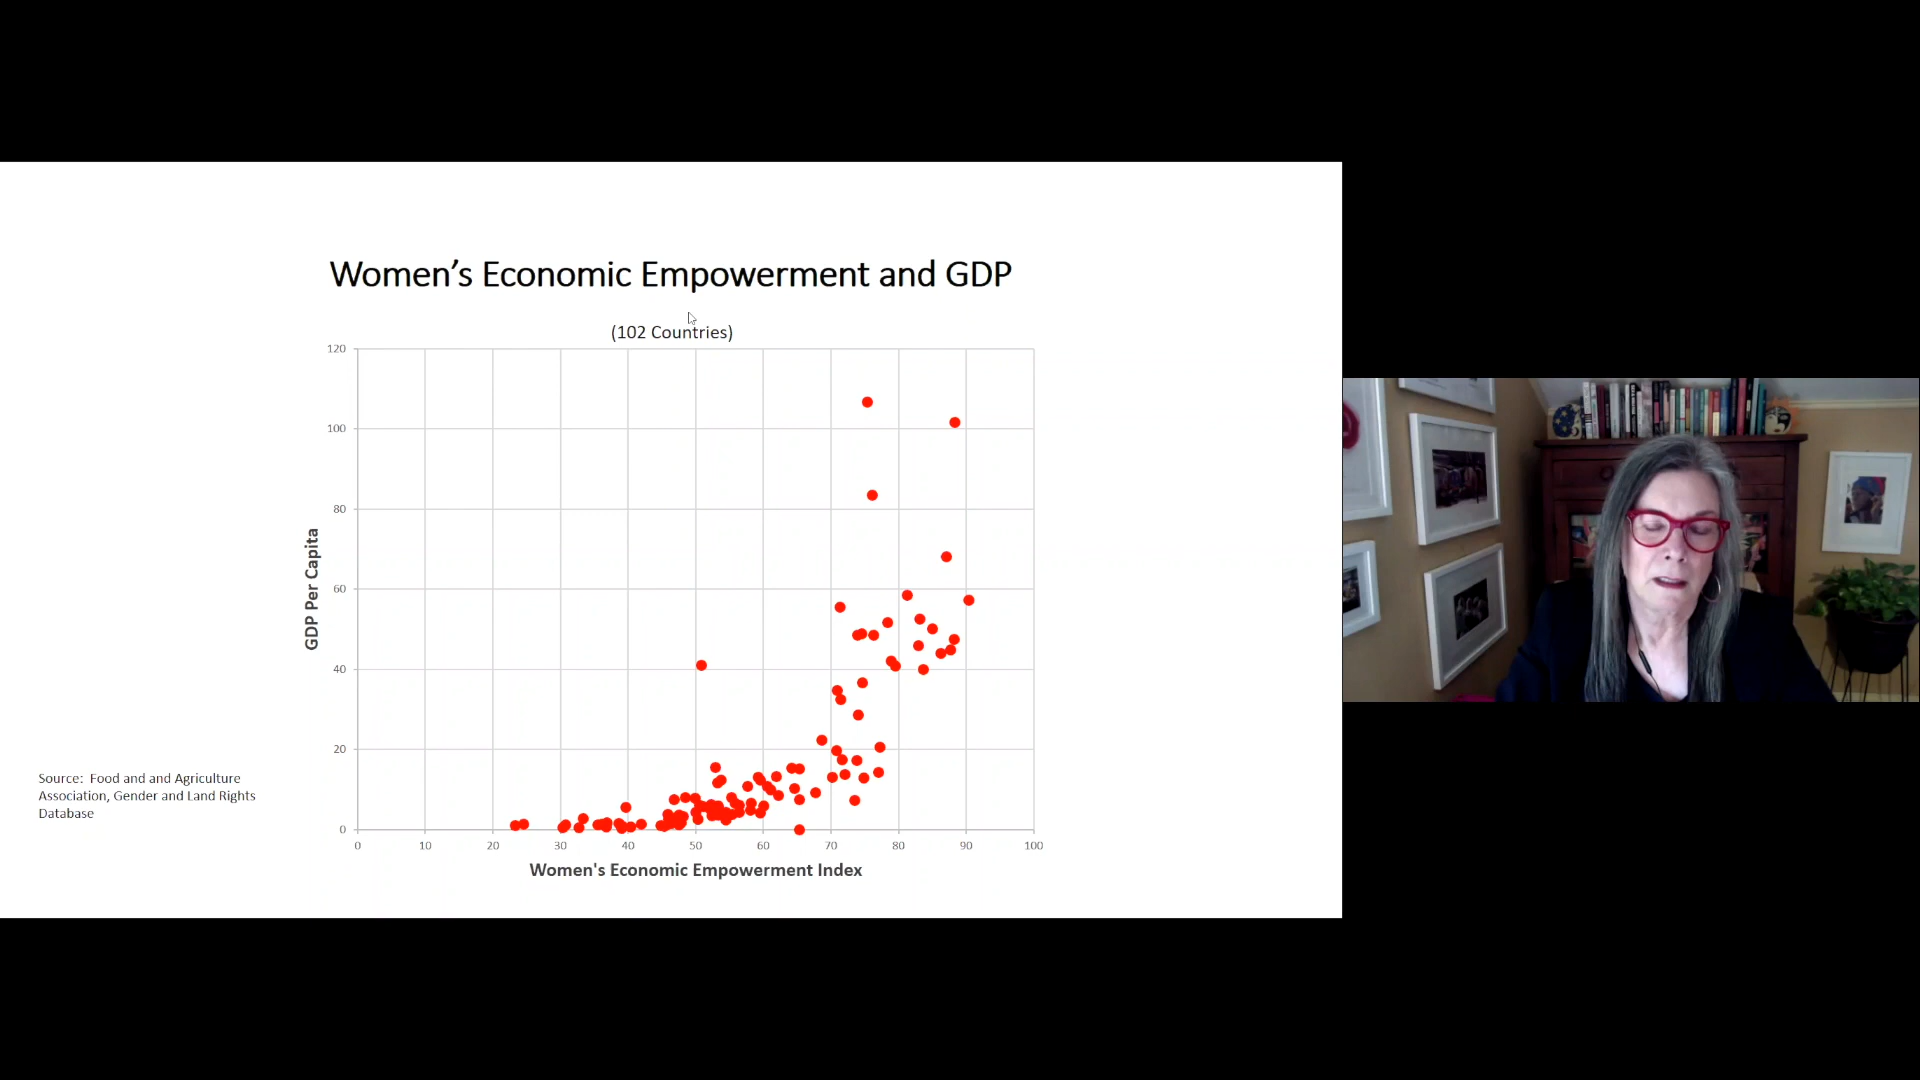 Women’s Economic Empowerment and GDP
(102 Countries)
120
100
80
60
40
20
0
GDP Per Capita
0 10 20 30 40 50 60 70 80 90 100
Women's Economic Empowerment Index
Source: Food and and Agriculture
Association, Gender and Land Rights
Database